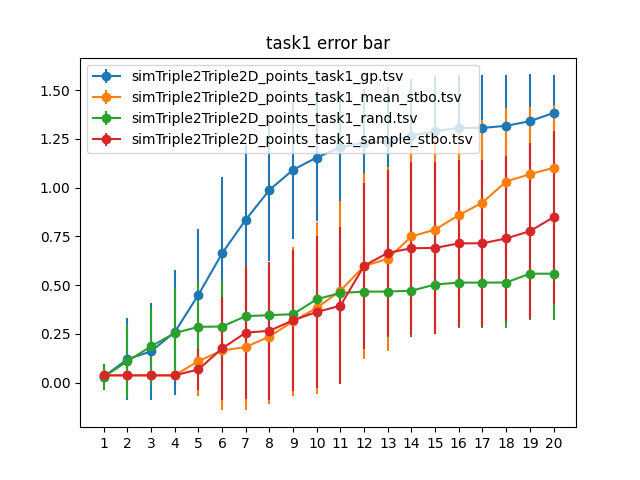 task1 error bar
simTriple2Triple2D_points_task1_gp.tsv
simTriple2Triple2D_points_task1_mean_stbo.tsv
simTriple2Triple2D_points_task1_rand.tsv
simTriple2Triple2D_points_task1_sample_stbo.tsv
1.50
1.25
1.00
0.75
0.50
0.25
0.00
1 2 3 4 5 6 7 8 9 10 11 12 13 14 15 16 17 18 19 20